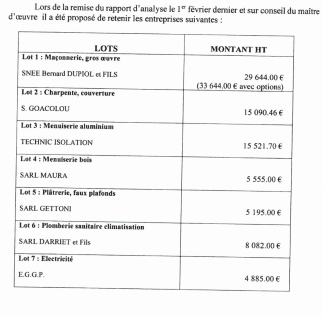 Lors de la remise du rapport d'analyse le 1er février dernier et sur conseil du maître
d'œuvre il a été proposé de retenir les entreprises suivantes :
LOTS MONTANT HT
Lot 1 : Maçonnerie, gros œuvre
SNEE Bernard DUPIOL et FILS 29 644.00 €
(33 644.00 € avec options)
Lot 2 : Charpente, couverture
S. GOACOLOU 15 090.46 €
Lot 3 : Menuiserie aluminium
TECHNIC ISOLATION 15 521.70 €
Lot 4 : Menuiserie bois
SARL MAURA 5 555.00 €
Lot 5 : Plâtrerie, faux plafonds
SARL GETTONI 5 195.00 €
Lot 6 : Plomberie sanitaire climatisation
SARL DARRIET et Fils 8 082.00 €
Lot 7 : Electricité
E.G.G.P. 4 885.00 €